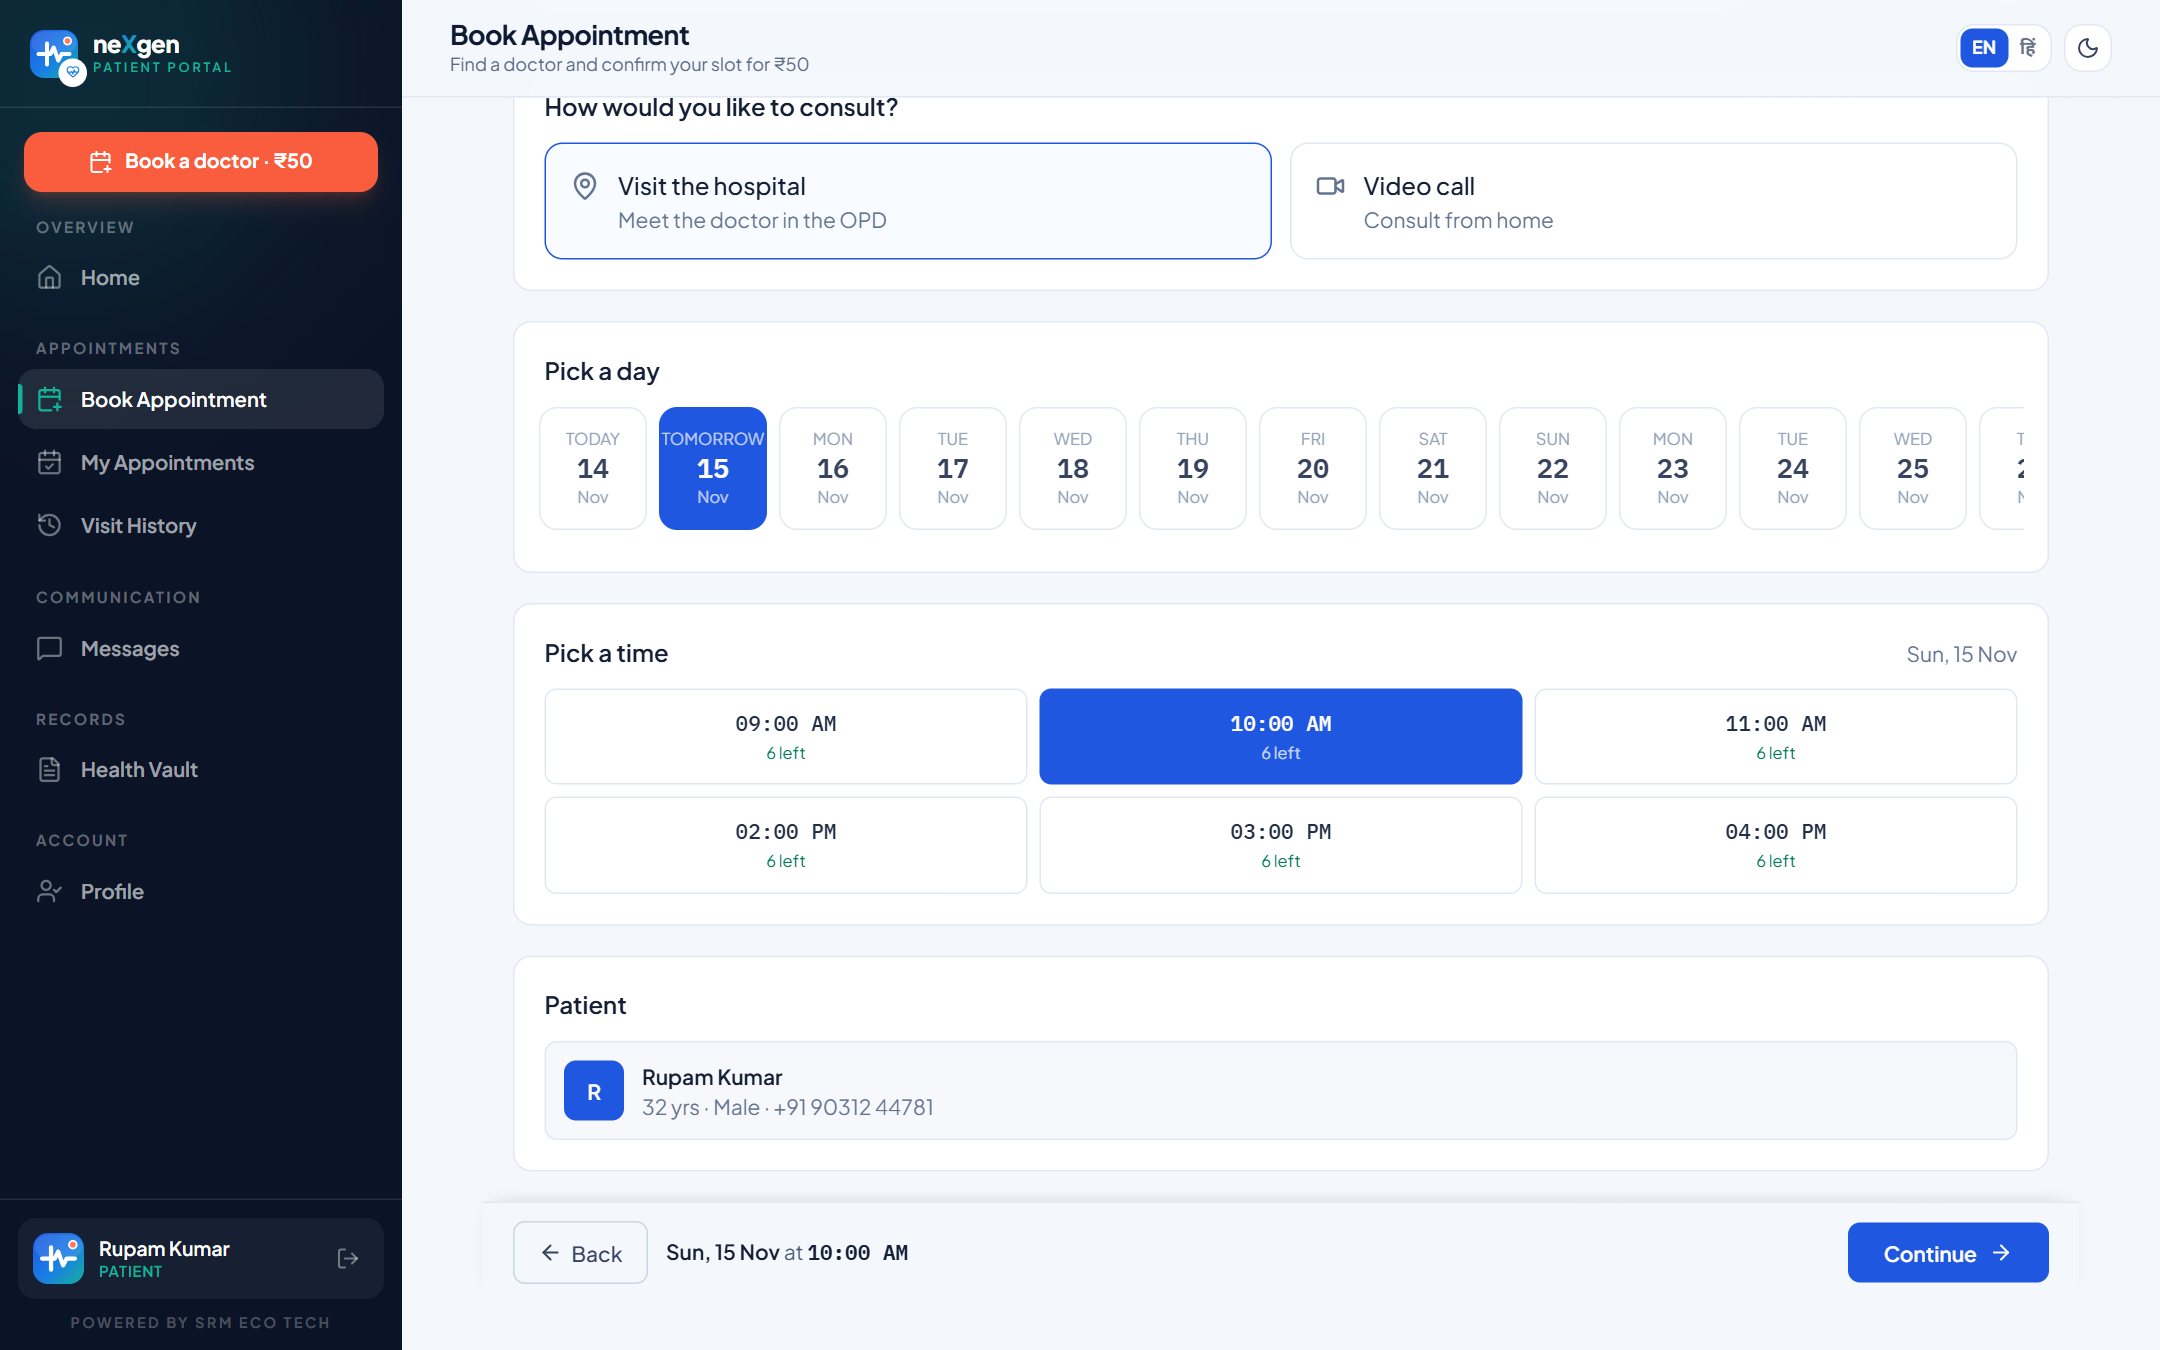 neXgen
PATIENT PORTAL
Book a doctor · ₹50
OVERVIEW
Home
APPOINTMENTS
Book Appointment
My Appointments
Visit History
COMMUNICATION
Messages
RECORDS
Health Vault
ACCOUNT
Profile
Rupam Kumar
PATIENT
POWERED BY SRM ECO TECH
Book Appointment
Find a doctor and confirm your slot for ₹50
EN हिं
How would you like to consult?
Visit the hospital
Meet the doctor in the OPD
Video call
Consult from home
Pick a day
TODAY TOMORROW MON TUE WED THU FRI SAT SUN MON TUE WED T
14 15 16 17 18 19 20 21 22 23 24 25
Nov Nov Nov Nov Nov Nov Nov Nov Nov Nov Nov Nov
Pick a time
Sun, 15 Nov
09:00 AM 10:00 AM 11:00 AM
6 left 6 left 6 left
02:00 PM 03:00 PM 04:00 PM
6 left 6 left 6 left
Patient
R
Rupam Kumar
32 yrs · Male · +91 90312 44781
Back
Sun, 15 Nov at 10:00 AM
Continue